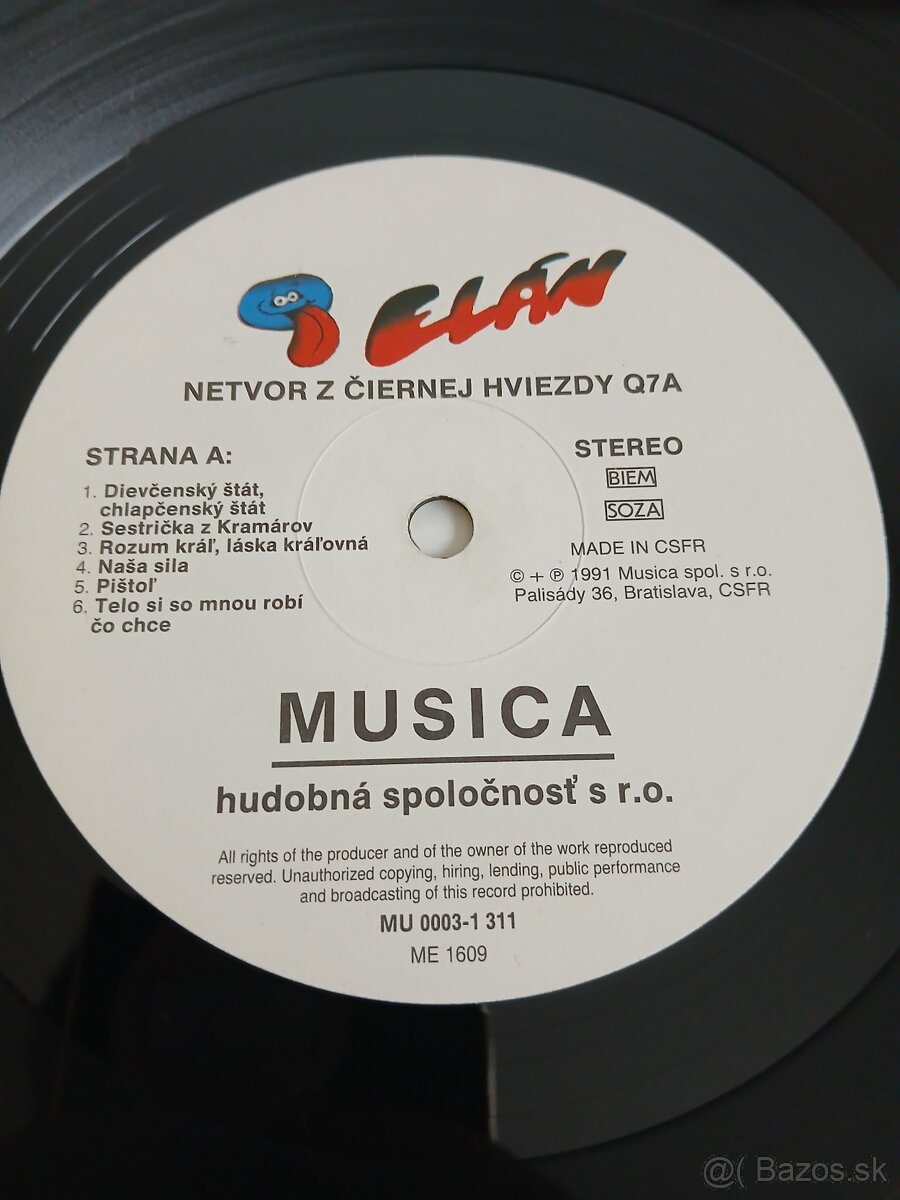 ELÁN
NETVOR Z ČIERNEJ HVIEZDY Q7A
STRANA A:
1. Dievčenský štát,
chlapčenský štát
2. Sestrička z Kramárov
3. Rozum kráľ, láska kráľovná
4. Naša sila
5. Pištoľ
6. Telo si so mnou robí
čo chce
STEREO
BIEM
SOZA
MADE IN CSFR
© + ℗ 1991 Musica spol. s r.o.
Palisády 36, Bratislava, CSFR
MUSICA
hudobná spoločnosť s r.o.
All rights of the producer and of the owner of the work reproduced
reserved. Unauthorized copying, hiring, lending, public performance
and broadcasting of this record prohibited.
MU 0003-1 311
ME 1609
@( Bazos.sk